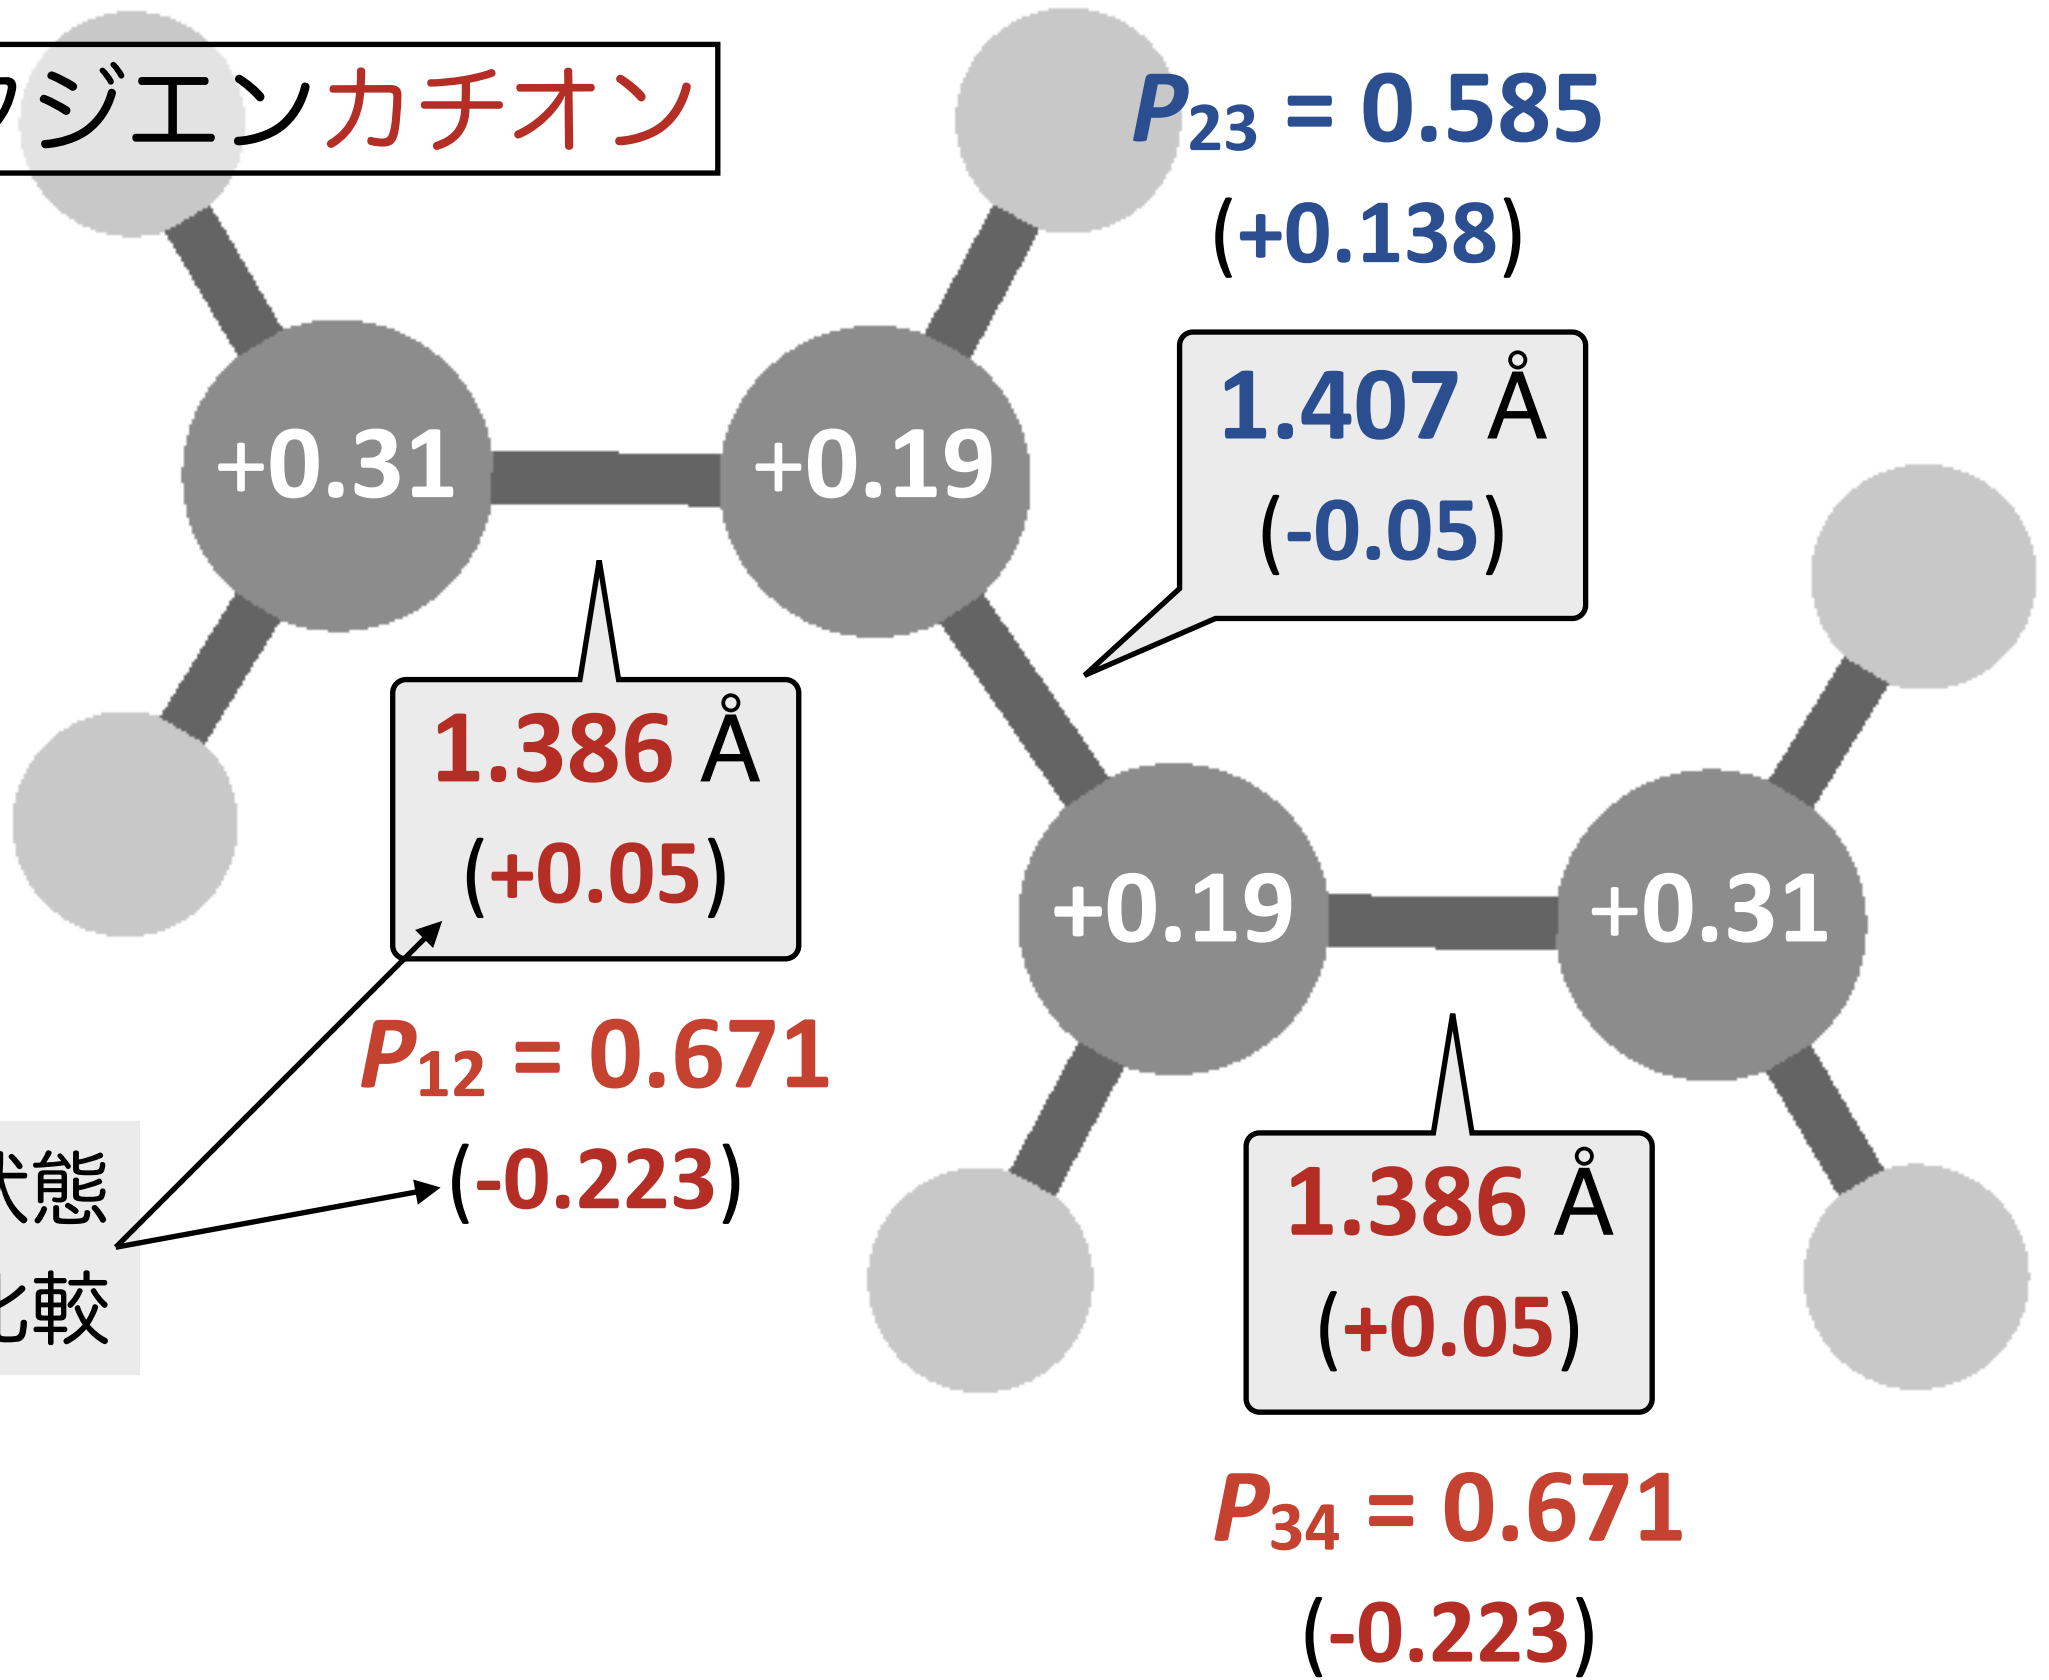 ジエンカチオン
P23 = 0.585
(+0.138)
1.407 Å
(-0.05)
+0.31
+0.19
1.386 Å
(+0.05)
P12 = 0.671
(-0.223)
+0.19
+0.31
1.386 Å
(+0.05)
P34 = 0.671
(-0.223)
状態
比較